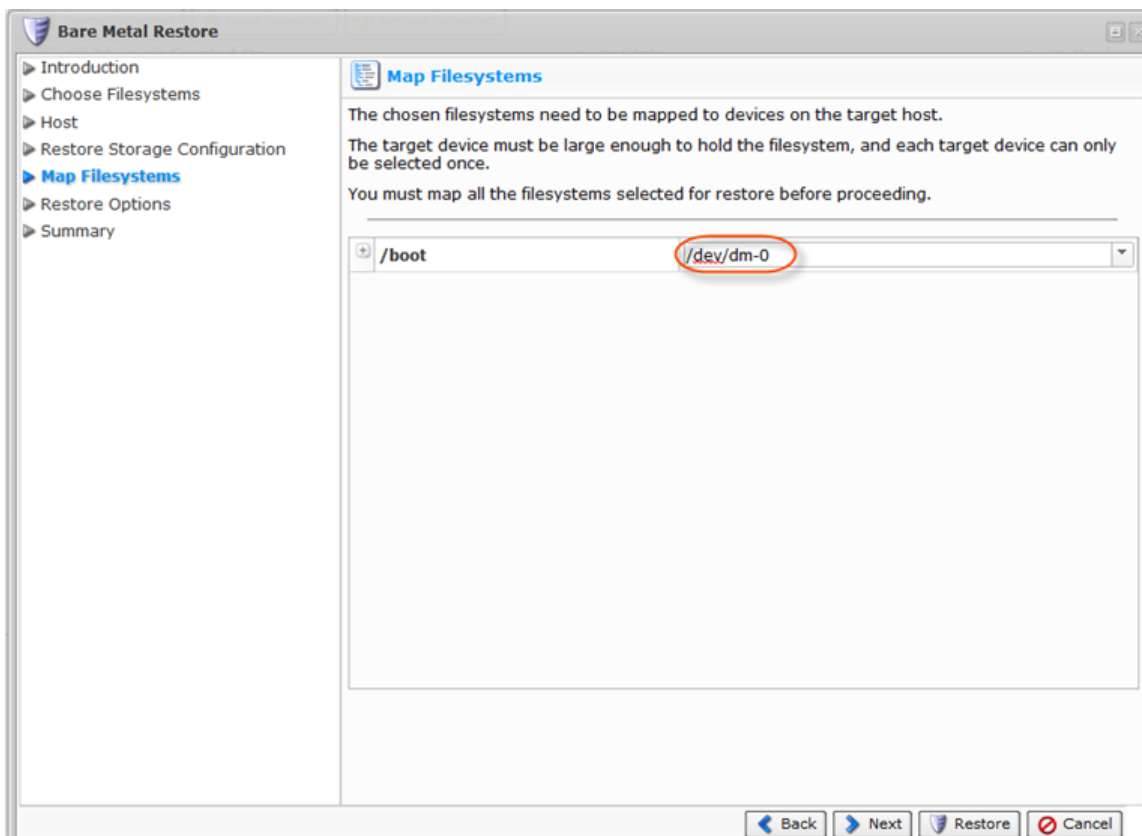 Bare Metal Restore
Introduction
Choose Filesystems
Host
Restore Storage Configuration
Map Filesystems
Restore Options
Summary
Map Filesystems
The chosen filesystems need to be mapped to devices on the target host.
The target device must be large enough to hold the filesystem, and each target device can only
be selected once.
You must map all the filesystems selected for restore before proceeding.
/boot /dev/dm-0
Back Next Restore Cancel